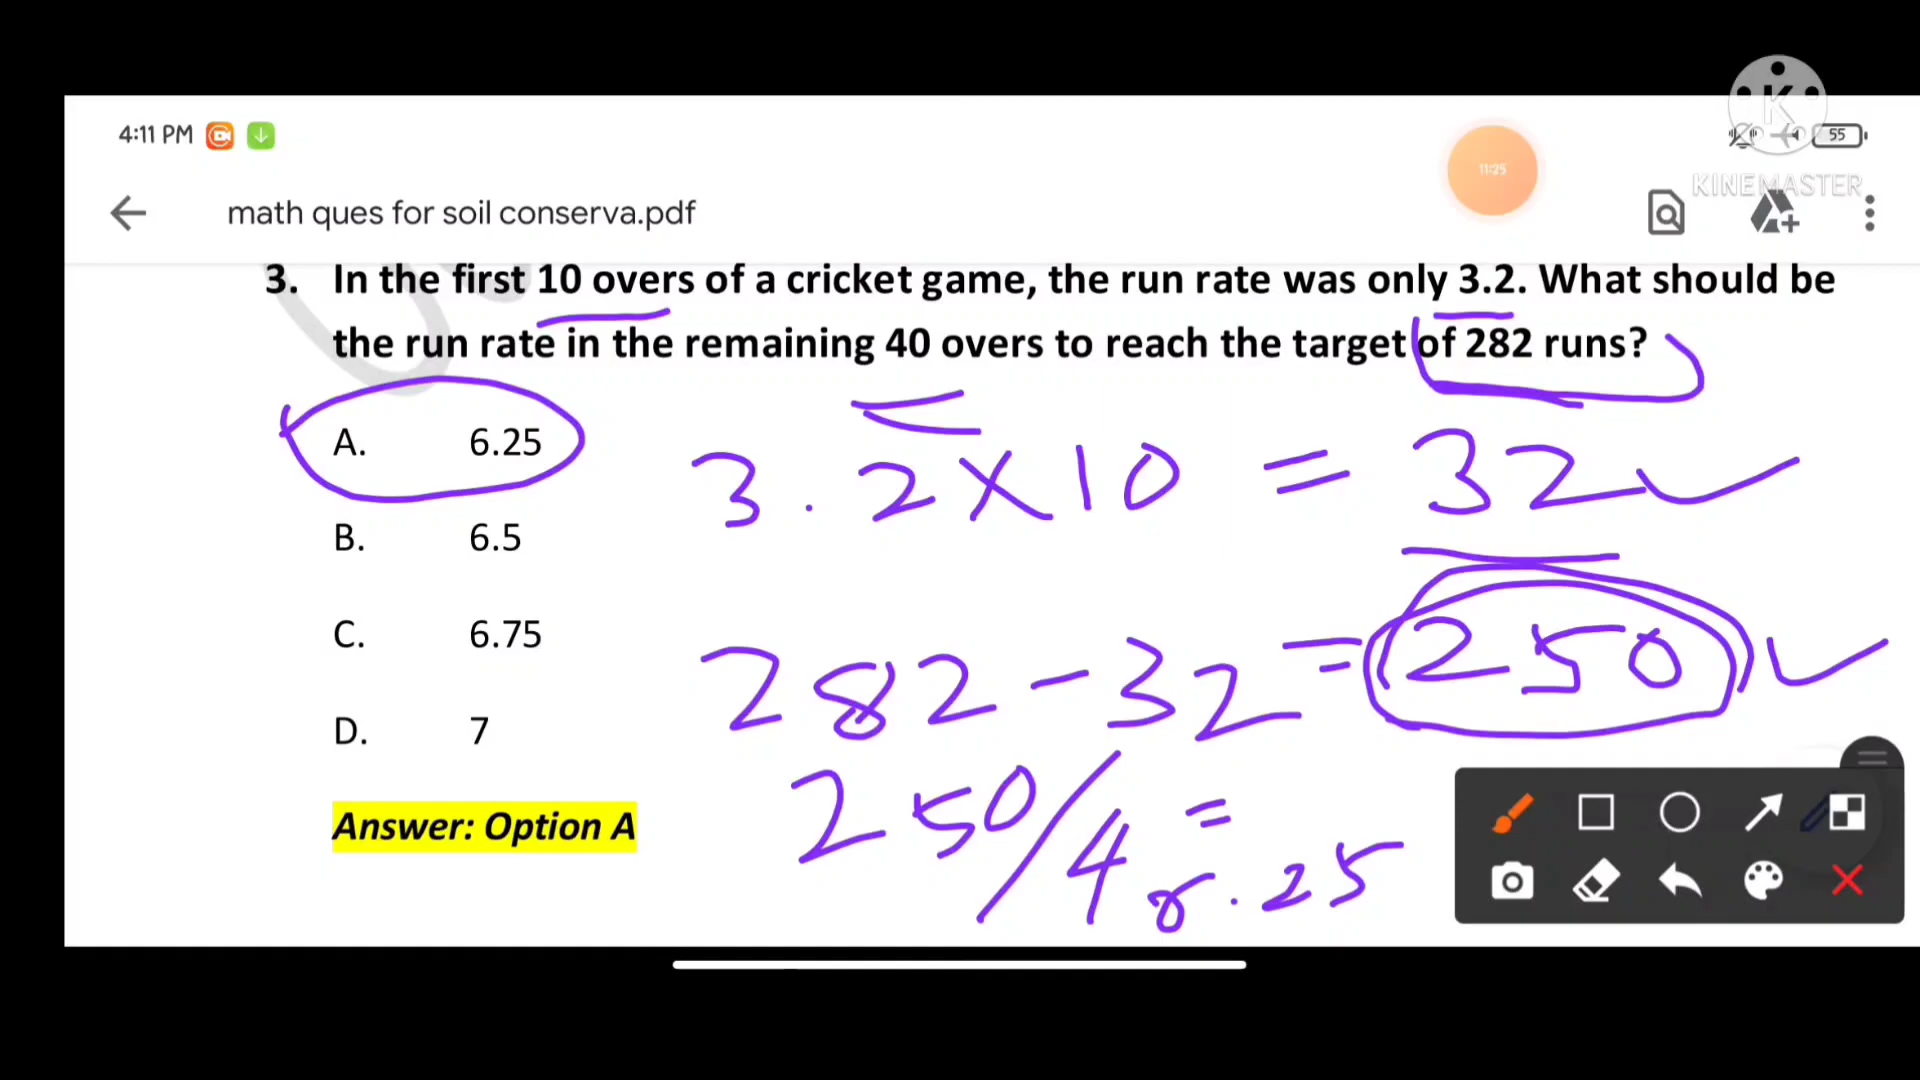 4:11 PM
55
11:25
KINEMASTER
math ques for soil conserva.pdf
3. In the first 10 overs of a cricket game, the run rate was only 3.2. What should be
the run rate in the remaining 40 overs to reach the target of 282 runs?
A. 6.25
3.2×10 = 32
B. 6.5
C. 6.75
282-32=250
D. 7
250/4=
6.25
Answer: Option A